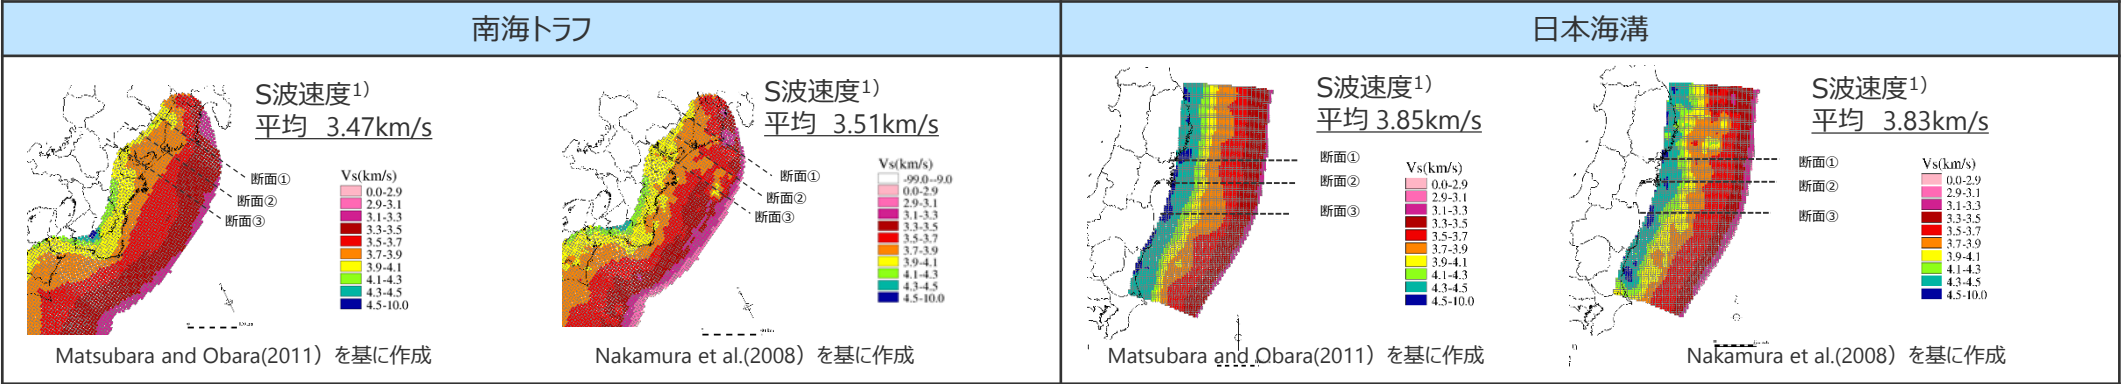 南海トラフ
日本海溝
S波速度1)
平均 3.47km/s
断面①
断面②
断面③
Vs(km/s)
0.0-2.9
2.9-3.1
3.1-3.3
3.3-3.5
3.5-3.7
3.7-3.9
3.9-4.1
4.1-4.3
4.3-4.5
4.5-10.0
Matsubara and Obara(2011）を基に作成
S波速度1)
平均 3.51km/s
断面①
断面②
断面③
Vs(km/s)
-99.0--9.0
0.0-2.9
2.9-3.1
3.1-3.3
3.3-3.5
3.5-3.7
3.7-3.9
3.9-4.1
4.1-4.3
4.3-4.5
4.5-10.0
Nakamura et al.(2008）を基に作成
S波速度1)
平均 3.85km/s
断面①
断面②
断面③
Vs(km/s)
0.0-2.9
2.9-3.1
3.1-3.3
3.3-3.5
3.5-3.7
3.7-3.9
3.9-4.1
4.1-4.3
4.3-4.5
4.5-10.0
Matsubara and Obara(2011）を基に作成
S波速度1)
平均 3.83km/s
断面①
断面②
断面③
Vs(km/s)
0.0-2.9
2.9-3.1
3.1-3.3
3.3-3.5
3.5-3.7
3.7-3.9
3.9-4.1
4.1-4.3
4.3-4.5
4.5-10.0
Nakamura et al.(2008）を基に作成